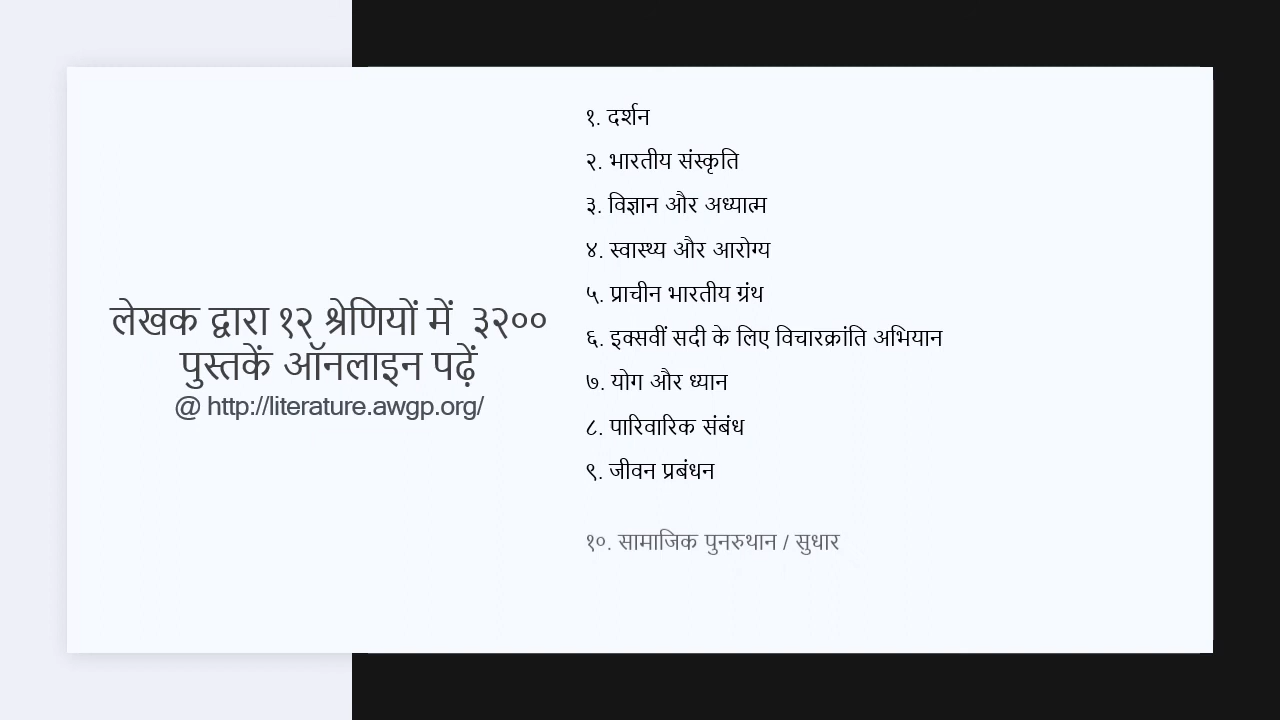 लेखक द्वारा १२ श्रेणियों में ३२००
पुस्तकें ऑनलाइन पढ़ें
@ http://literature.awgp.org/
१. दर्शन
२. भारतीय संस्कृति
३. विज्ञान और अध्यात्म
४. स्वास्थ्य और आरोग्य
५. प्राचीन भारतीय ग्रंथ
६. इक्सवीं सदी के लिए विचारक्रांति अभियान
७. योग और ध्यान
८. पारिवारिक संबंध
९. जीवन प्रबंधन
१०. सामाजिक पुनरुथान / सुधार